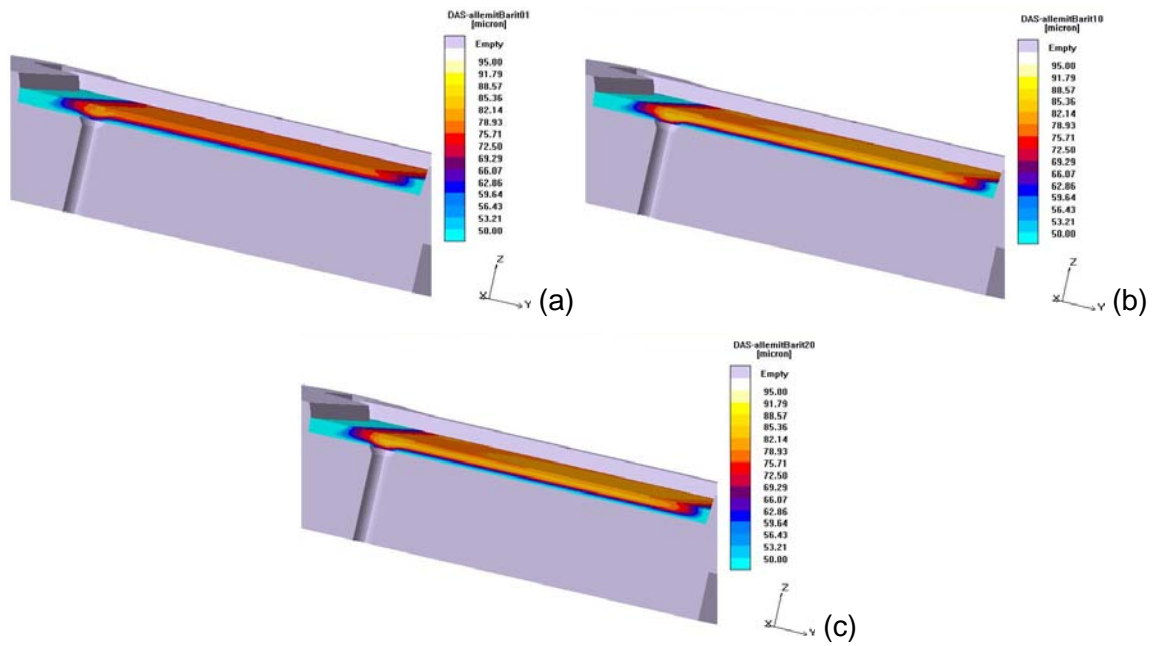 DAS-allemitBarit01
[micron]
Empty
95.00
91.79
88.57
85.36
82.14
78.93
75.71
72.50
69.29
66.07
62.86
59.64
56.43
53.21
50.00
Z
X
Y
(a)
DAS-allemitBarit10
[micron]
Empty
95.00
91.79
88.57
85.36
82.14
78.93
75.71
72.50
69.29
66.07
62.86
59.64
56.43
53.21
50.00
Z
X
Y
(b)
DAS-allemitBarit20
[micron]
Empty
95.00
91.79
88.57
85.36
82.14
78.93
75.71
72.50
69.29
66.07
62.86
59.64
56.43
53.21
50.00
Z
X
Y
(c)